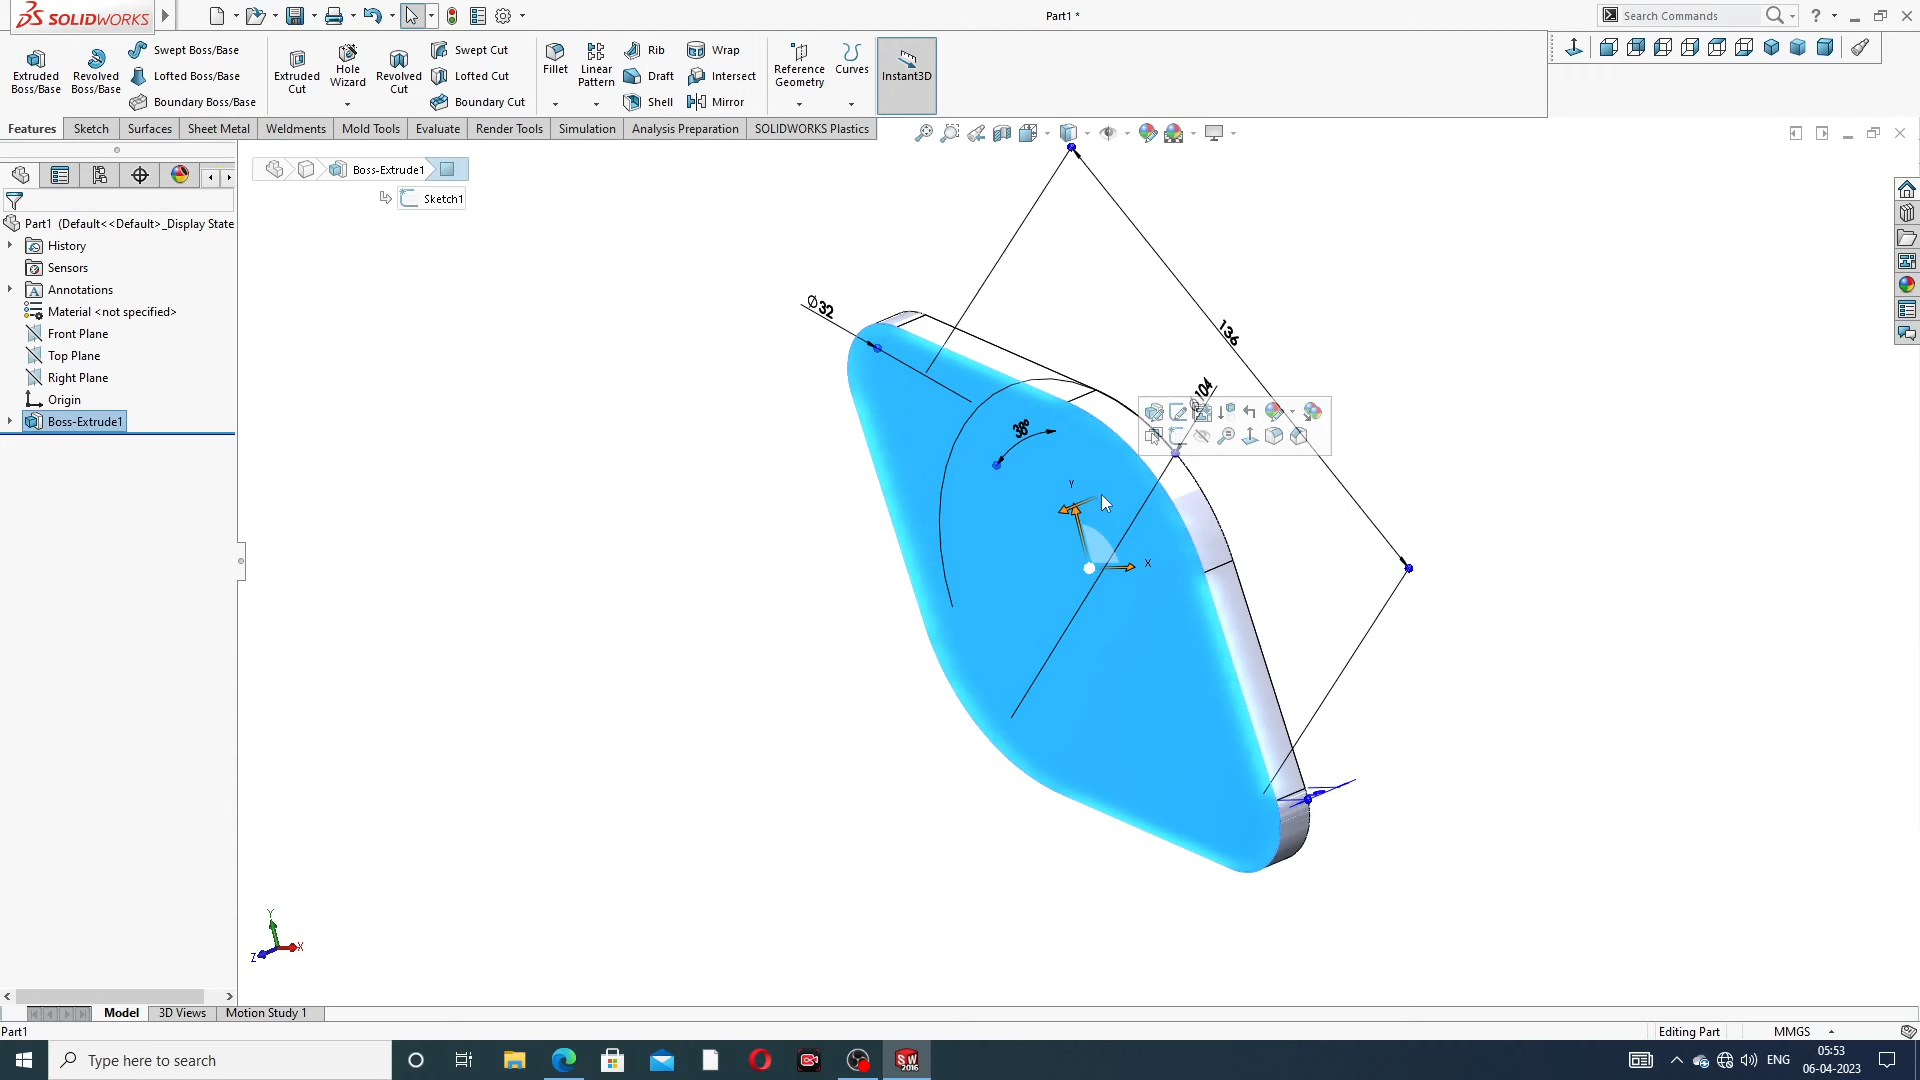 SOLIDWORKS
Part1 *
Search Commands
?
Extruded Boss/Base
Revolved Boss/Base
Swept Boss/Base
Lofted Boss/Base
Boundary Boss/Base
Extruded Cut
Hole Wizard
Revolved Cut
Swept Cut
Lofted Cut
Boundary Cut
Fillet
Linear Pattern
Rib
Draft
Shell
Wrap
Intersect
Mirror
Reference Geometry
Curves
Instant3D
Features
Sketch
Surfaces
Sheet Metal
Weldments
Mold Tools
Evaluate
Render Tools
Simulation
Analysis Preparation
SOLIDWORKS Plastics
Boss-Extrude1
Sketch1
Part1 (Default<<Default>_Display State
History
Sensors
A Annotations
Material <not specified>
Front Plane
Top Plane
Right Plane
Origin
Boss-Extrude1
Ø32
136
104
38°
Y
X
Y
X
Z
Model
3D Views
Motion Study 1
Part1
Editing Part
MMGS
Type here to search
SW
2016
ENG
05:53
06-04-2023